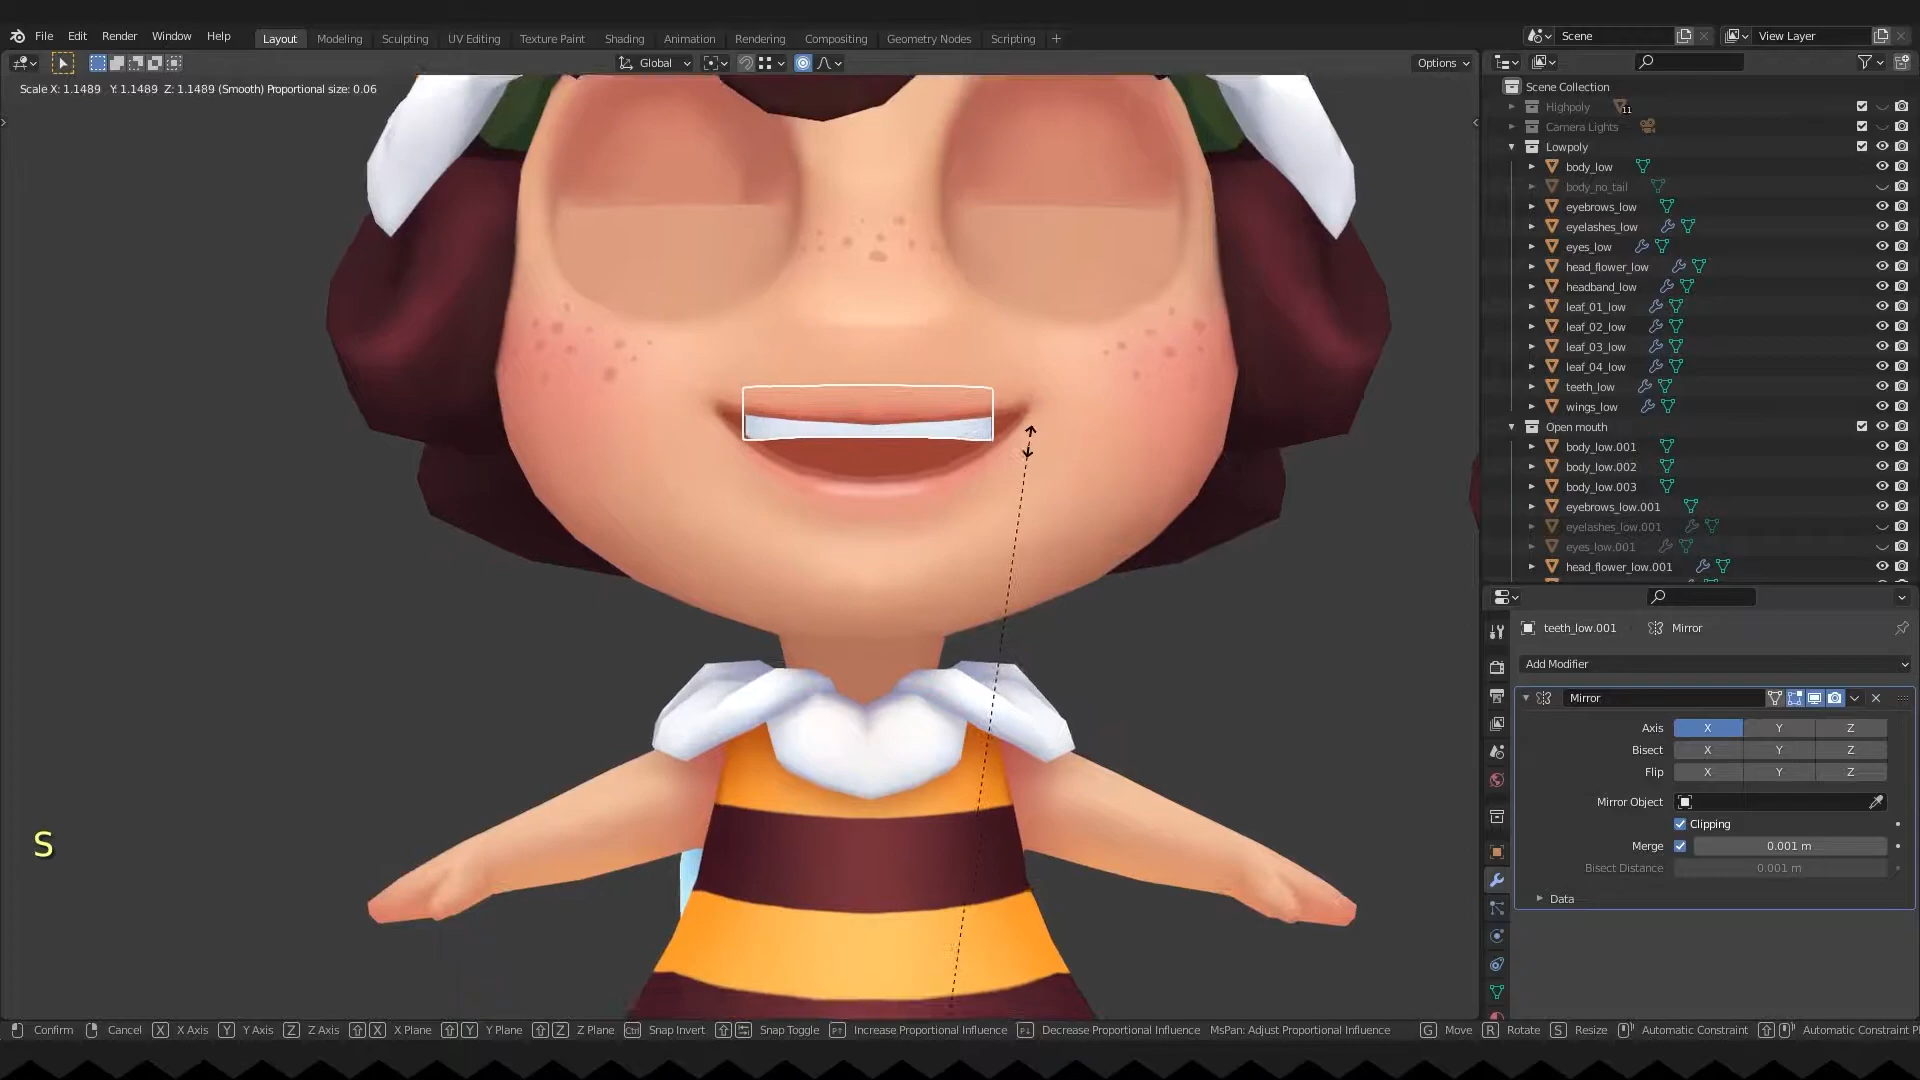 File Edit Render Window Help Layout Modeling Sculpting UV Editing Texture Paint Shading Animation Rendering Compositing Geometry Nodes Scripting + Scene View Layer
Global Options
Scale X: 1.1489 Y: 1.1489 Z: 1.1489 (Smooth) Proportional size: 0.06
Scene Collection
Highpoly 11
Camera Lights
Lowpoly
body_low
body_no_tail
eyebrows_low
eyelashes_low
eyes_low
head_flower_low
headband_low
leaf_01_low
leaf_02_low
leaf_03_low
leaf_04_low
teeth_low
wings_low
Open mouth
body_low.001
body_low.002
body_low.003
eyebrows_low.001
eyelashes_low.001
eyes_low.001
head_flower_low.001
teeth_low.001 Mirror
Add Modifier
Mirror
Axis X Y Z
Bisect X Y Z
Flip X Y Z
Mirror Object
Clipping
Merge 0.001 m
Bisect Distance 0.001 m
Data
S
Confirm Cancel X X Axis Y Y Axis Z Z Axis X X Plane Y Y Plane Z Z Plane Ctrl Snap Invert Snap Toggle Increase Proportional Influence Decrease Proportional Influence MsPan: Adjust Proportional Influence G Move R Rotate S Resize Automatic Constraint Automatic Constraint Pl